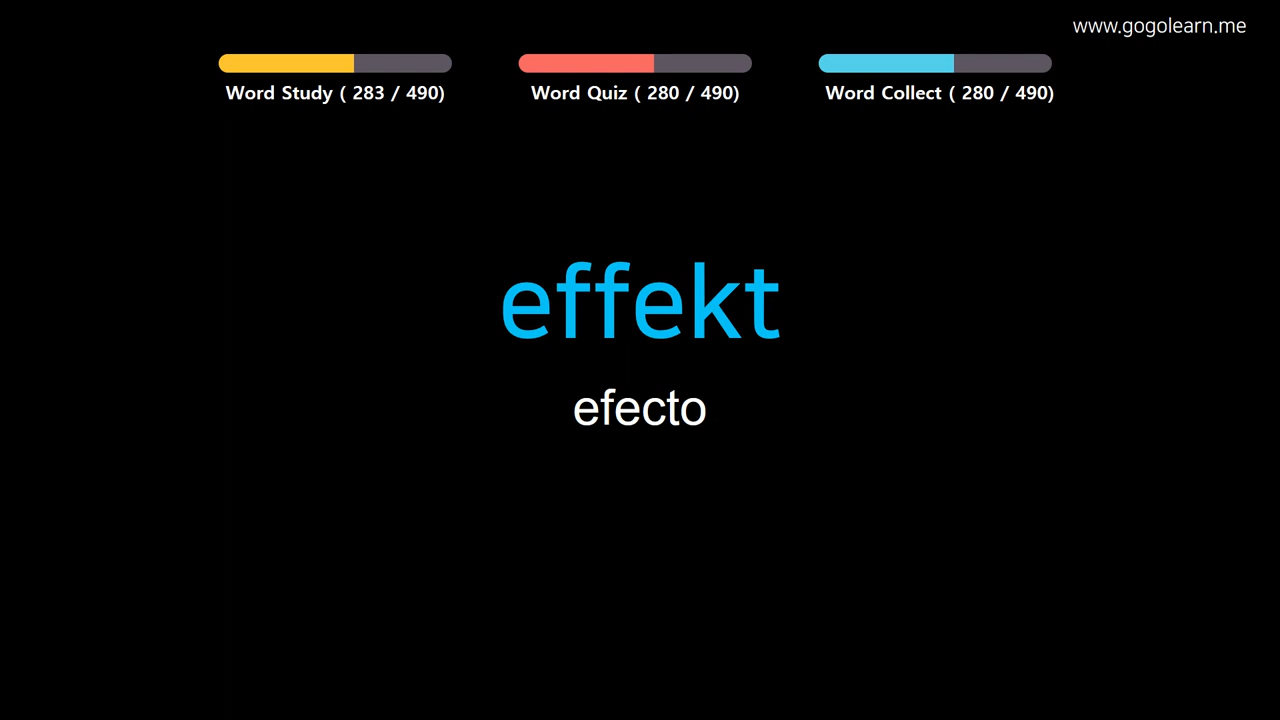 www.gogolearn.me
Word Study ( 283 / 490)
Word Quiz ( 280 / 490)
Word Collect ( 280 / 490)
effekt
efecto